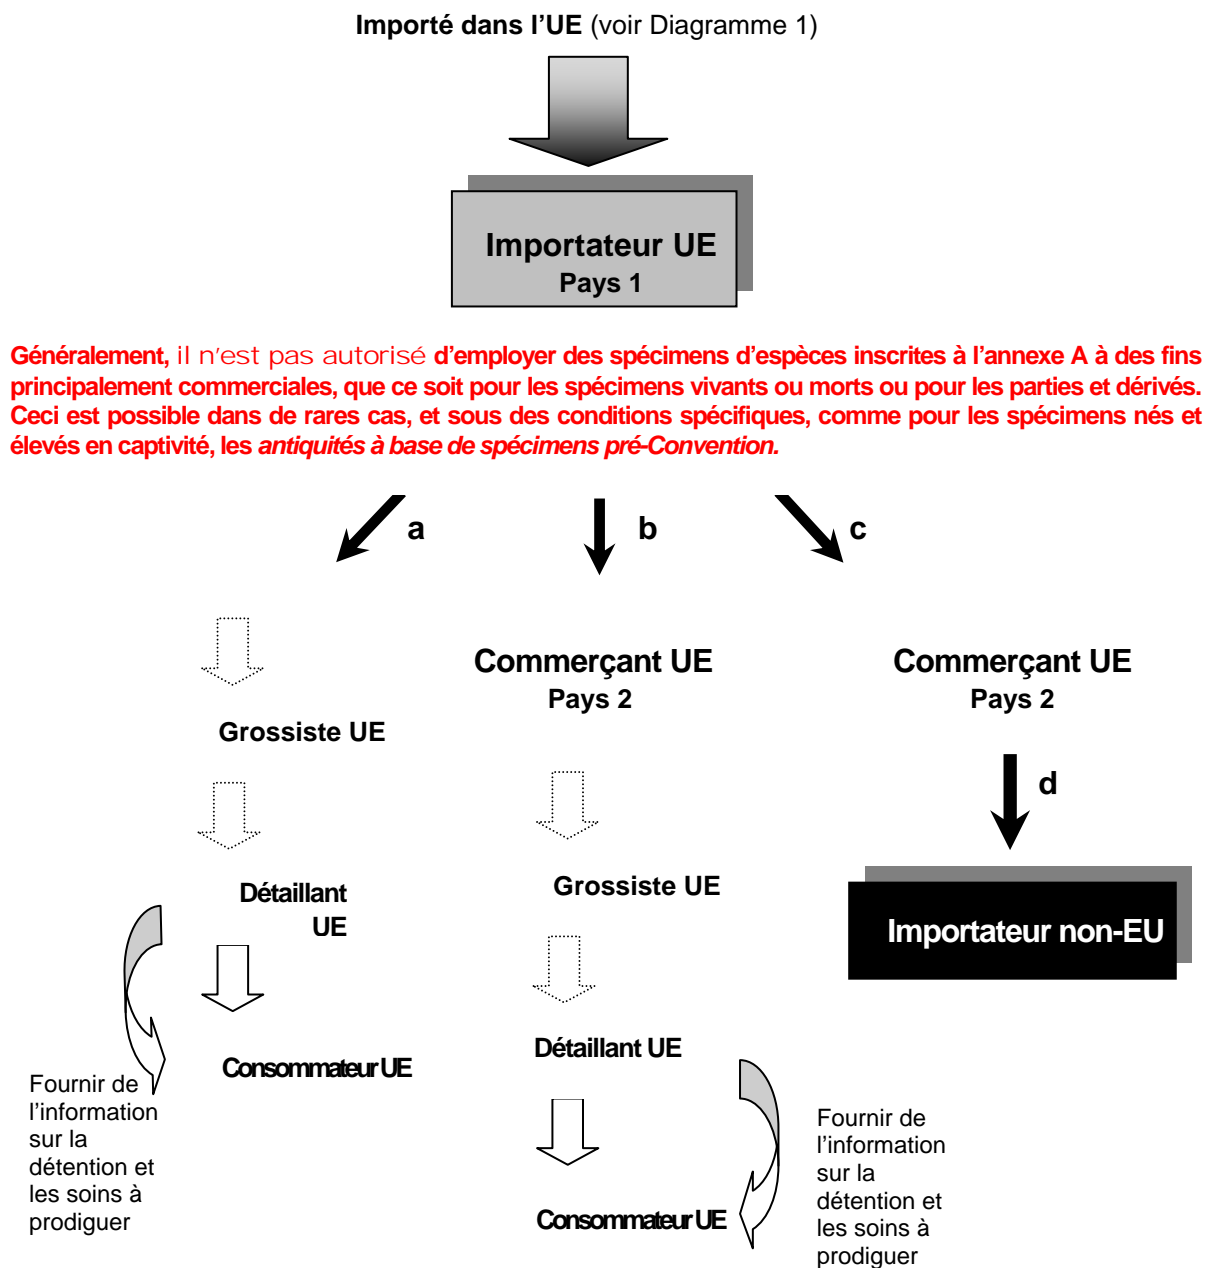 Importé dans l'UE (voir Diagramme 1)
Importateur UE
Pays 1
Généralement, il n'est pas autorisé d'employer des spécimens d'espèces inscrites à l'annexe A à des fins
principalement commerciales, que ce soit pour les spécimens vivants ou morts ou pour les parties et dérivés.
Ceci est possible dans de rares cas, et sous des conditions spécifiques, comme pour les spécimens nés et
élevés en captivité, les antiquités à base de spécimens pré-Convention.
a
b
c
Grossiste UE
Détaillant
UE
Consommateur UE
Fournir de
l'information
sur la
détention et
les soins à
prodiguer
Commerçant UE
Pays 2
Grossiste UE
Détaillant UE
Consommateur UE
Fournir de
l'information
sur la
détention et
les soins à
prodiguer
Commerçant UE
Pays 2
d
Importateur non-EU